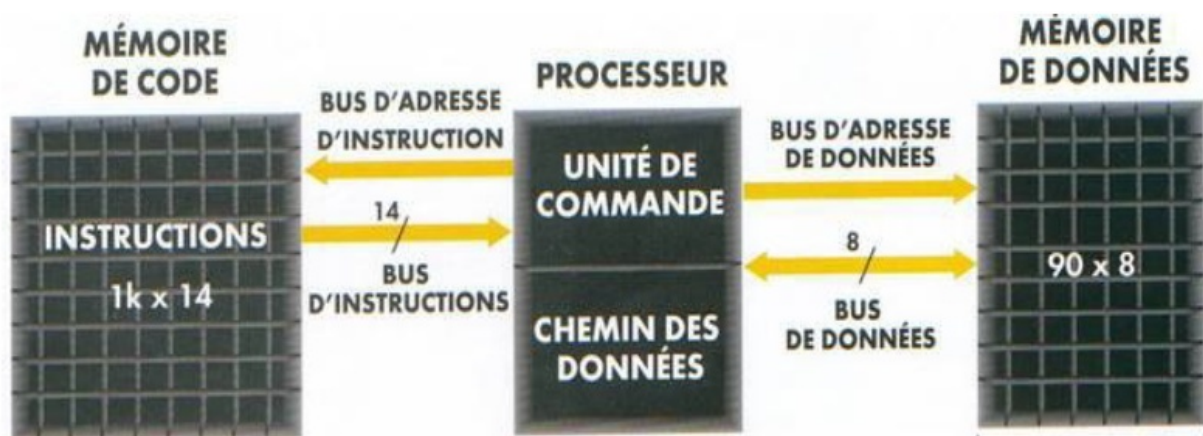 MÉMOIRE
DE CODE
INSTRUCTIONS
1k x 14
BUS D'ADRESSE
D'INSTRUCTION
14
BUS
D'INSTRUCTIONS
PROCESSEUR
UNITÉ DE
COMMANDE
CHEMIN DES
DONNÉES
BUS D'ADRESSE
DE DONNÉES
8
BUS
DE DONNÉES
MÉMOIRE
DE DONNÉES
90 x 8